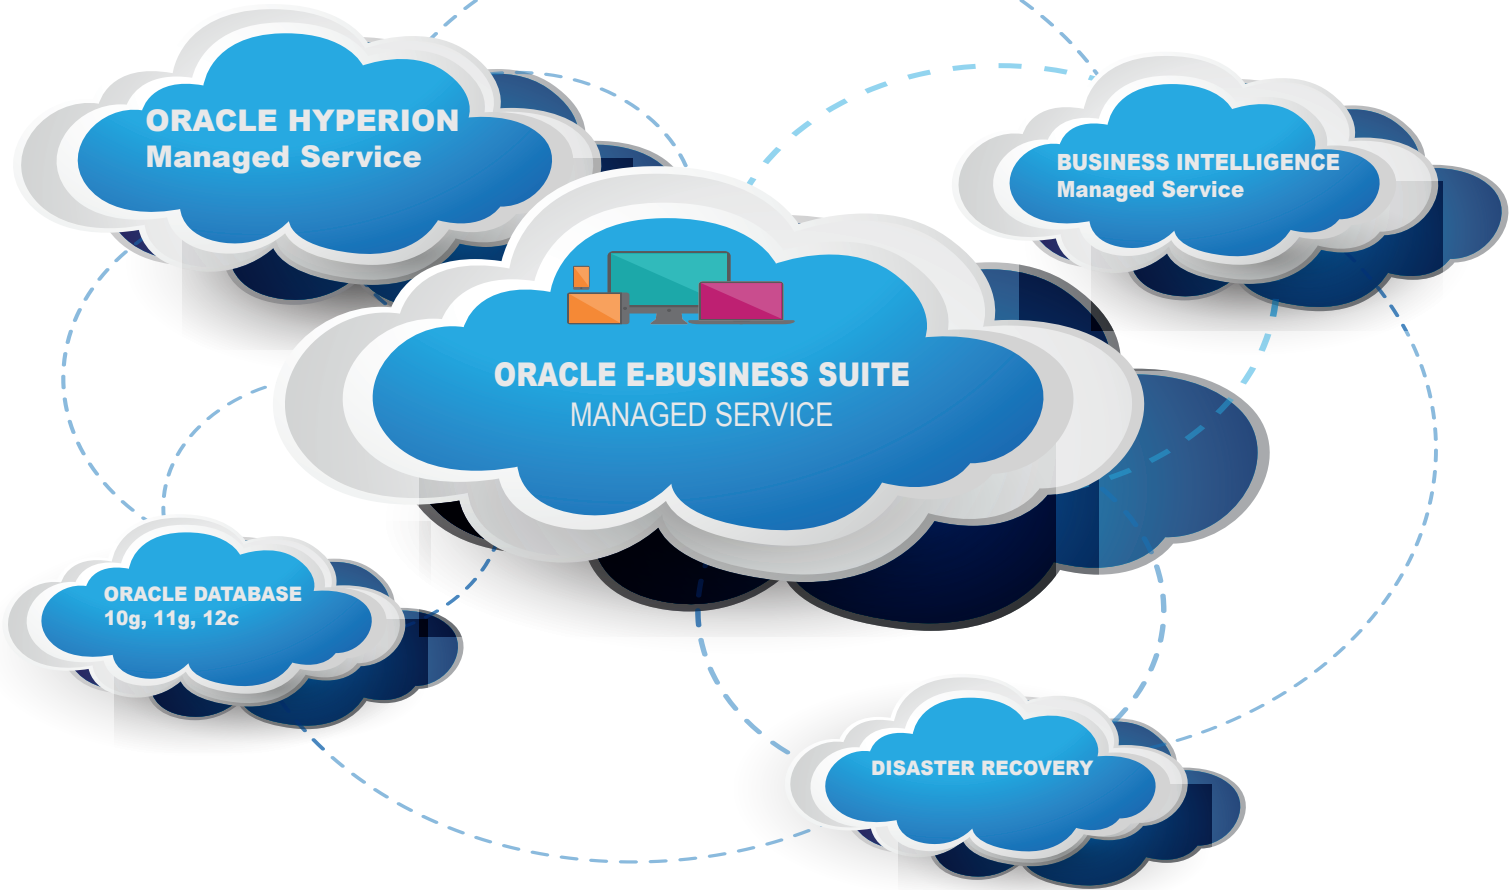 ORACLE HYPERION
Managed Service
BUSINESS INTELLIGENCE
Managed Service
ORACLE E-BUSINESS SUITE
MANAGED SERVICE
ORACLE DATABASE
10g, 11g, 12c
DISASTER RECOVERY